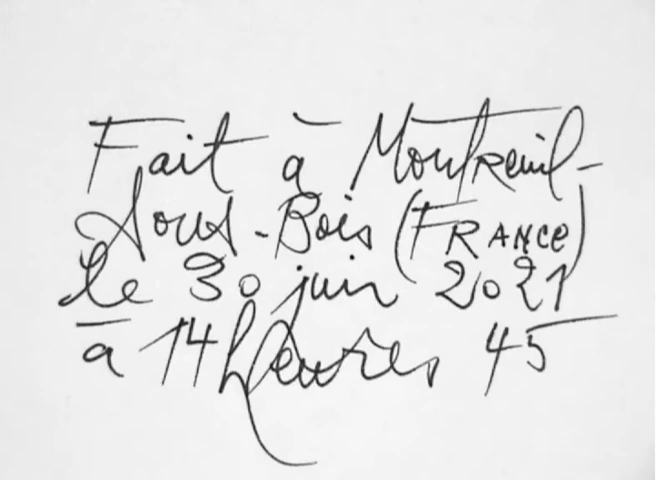 Fait à Montreuil-
Sous-Bois (FRANCE)
le 30 juin 2021
à 14 heures 45